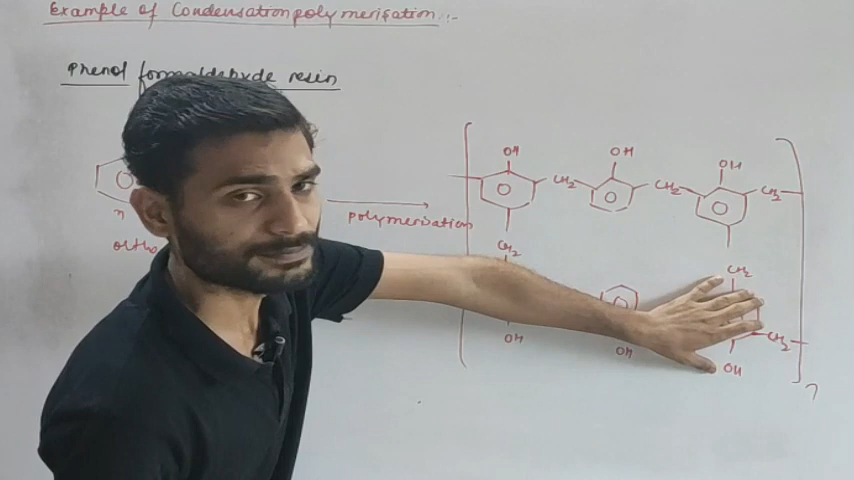 Example of Condensation polymerisation :-
Phenol formaldehyde resin
OH OH OH
CH2 CH2 CH2
n polymerisation
ortho
CH2 CH2
CH2
OH OH OH
n